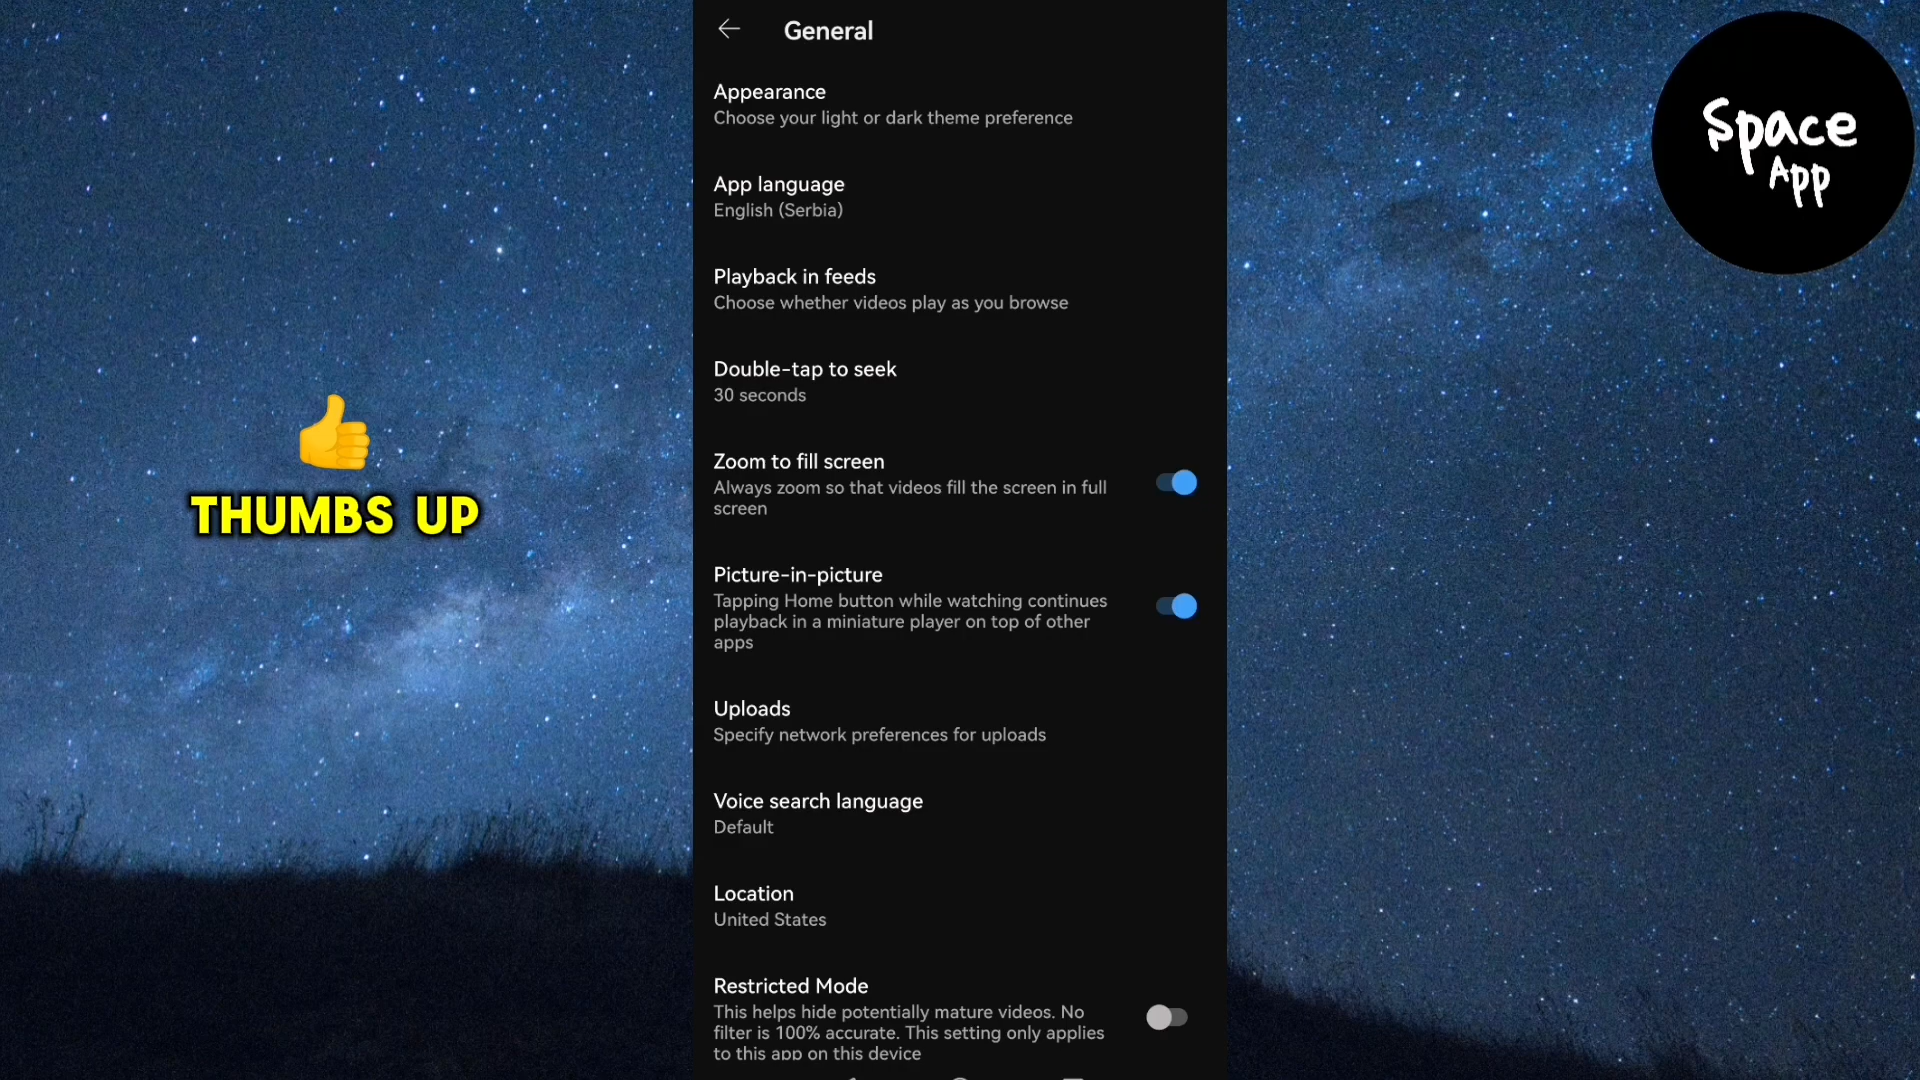 General
Appearance
Choose your light or dark theme preference
App language
English (Serbia)
Playback in feeds
Choose whether videos play as you browse
Double-tap to seek
30 seconds
Zoom to fill screen
Always zoom so that videos fill the screen in full
screen
Picture-in-picture
Tapping Home button while watching continues
playback in a miniature player on top of other
apps
Uploads
Specify network preferences for uploads
Voice search language
Default
Location
United States
Restricted Mode
This helps hide potentially mature videos. No
filter is 100% accurate. This setting only applies
to this app on this device
THUMBS UP
Space
App